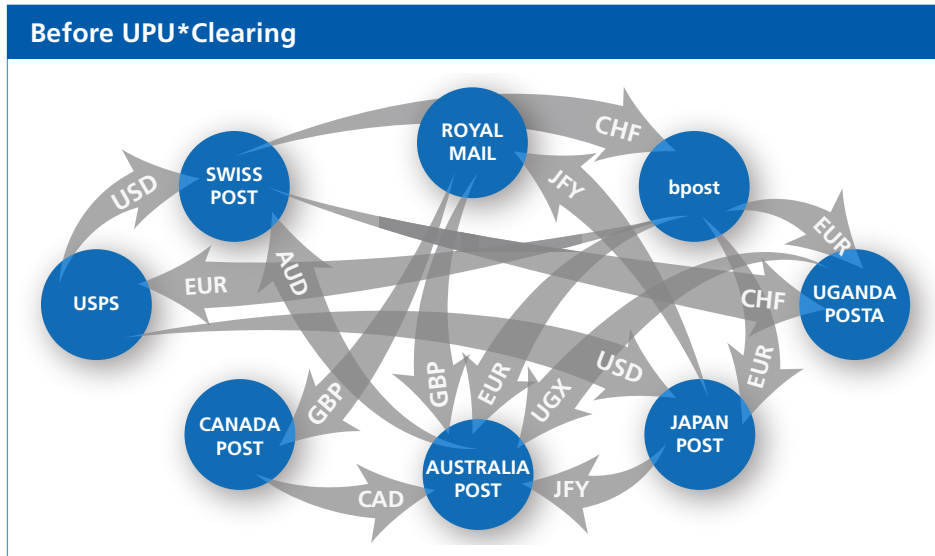 Before UPU*Clearing
ROYAL
MAIL
CHF
SWISS
POST
bpost
USD
JFY
EUR
AUD
EUR
USPS
CHF
UGANDA
POSTA
USD
EUR
GBP
GBP
EUR
UGX
CANADA
POST
JAPAN
POST
AUSTRALIA
POST
CAD
JFY